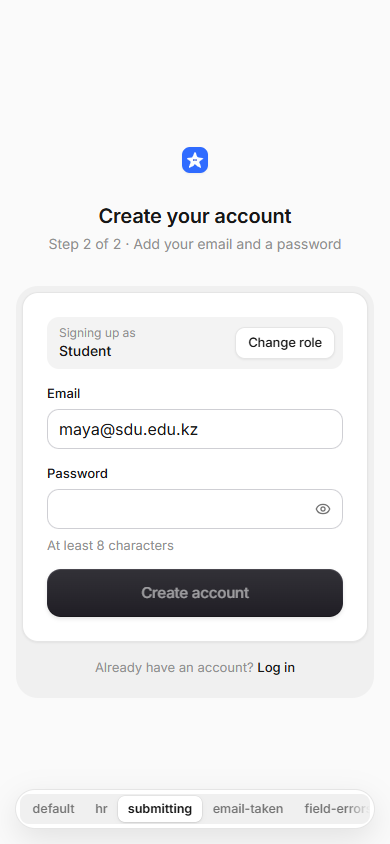 Create your account
Step 2 of 2 · Add your email and a password
Signing up as
Student
Change role
Email
maya@sdu.edu.kz
Password
At least 8 characters
Create account
Already have an account? Log in
default hr submitting email-taken field-errors